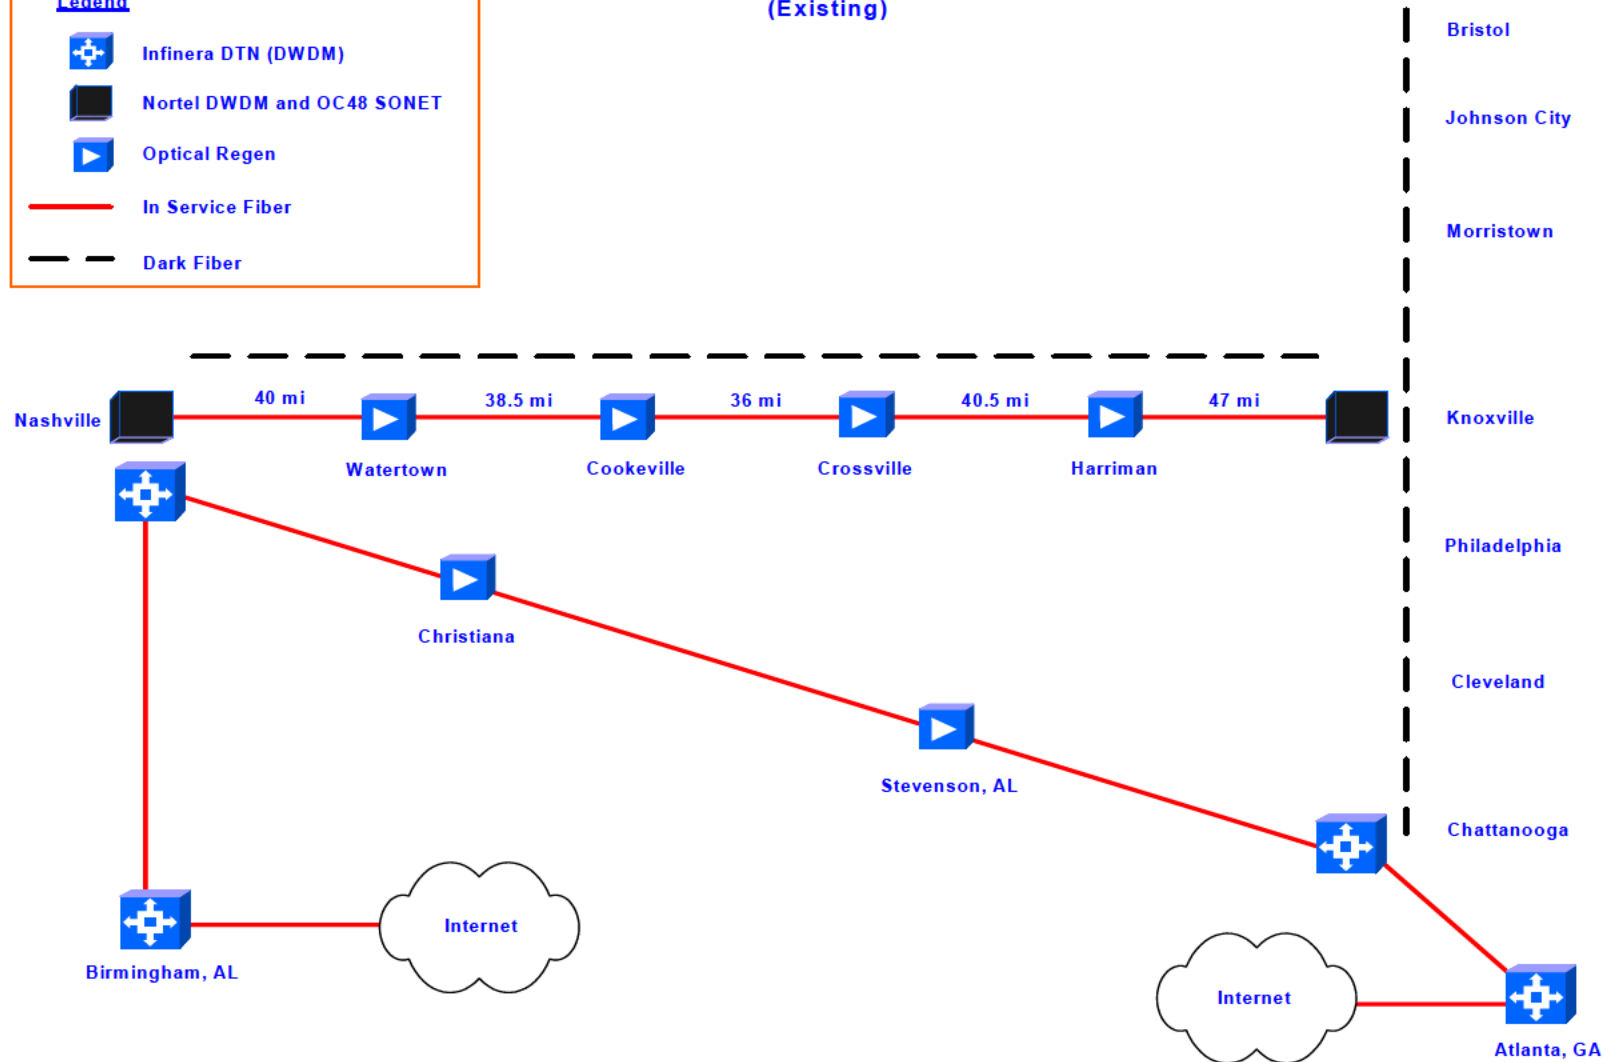 Legend
(Existing)
Infinera DTN (DWDM)
Nortel DWDM and OC48 SONET
Optical Regen
In Service Fiber
Dark Fiber
Bristol
Johnson City
Morristown
40 mi
38.5 mi
36 mi
40.5 mi
47 mi
Nashville
Knoxville
Watertown
Cookeville
Crossville
Harriman
Philadelphia
Christiana
Cleveland
Stevenson, AL
Chattanooga
Internet
Birmingham, AL
Internet
Atlanta, GA